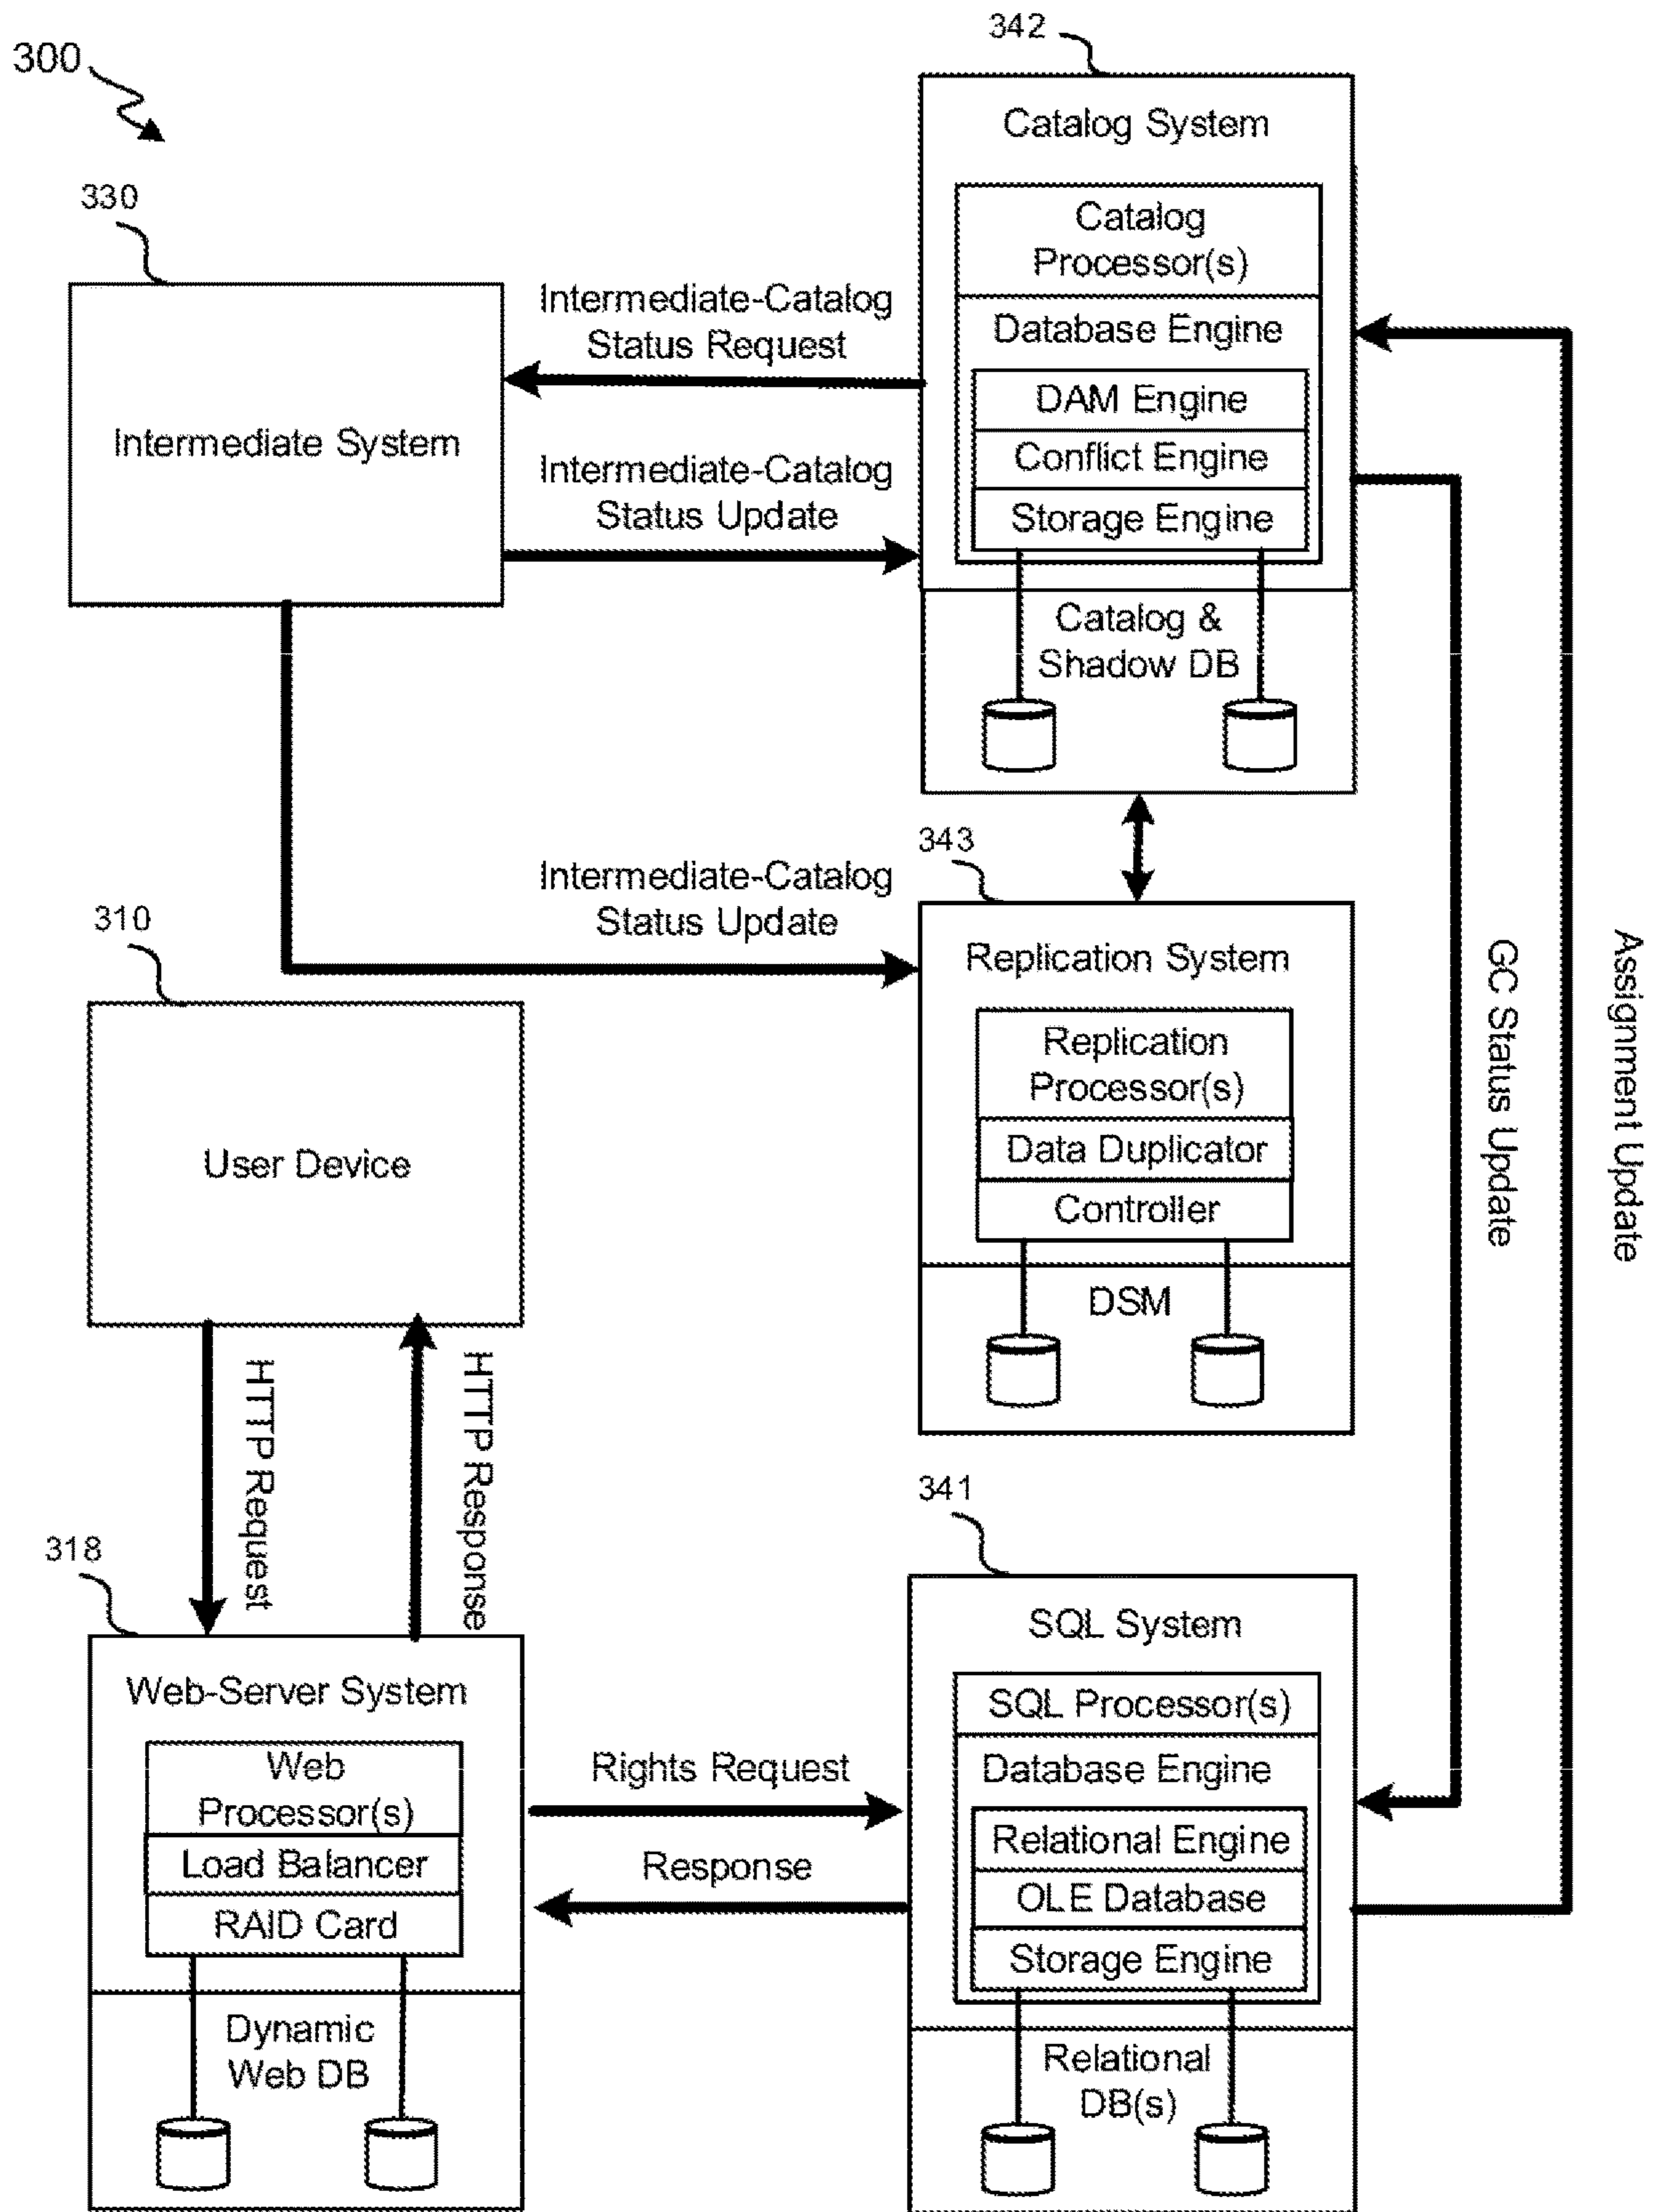 342
300
Catalog System
330
Catalog
Processor(s)
Intermediate-Catalog
Status Request
Database Engine
DAM Engine
Intermediate System
Conflict Engine
Intermediate-Catalog
Status Update
Storage Engine
Catalog &
Shadow DB
343
Intermediate-Catalog
Status Update
310
Replication System
GC Status Update
Assignment Update
Replication
Processor(s)
User Device
Data Duplicator
Controller
DSM
HTTP Request
HTTP Response
341
318
SQL System
Web-Server System
SQL Processor(s)
Web
Processor(s)
Rights Request
Database Engine
Relational Engine
Load Balancer
Response
OLE Database
RAID Card
Storage Engine
Dynamic
Web DB
Relational
DB(s)